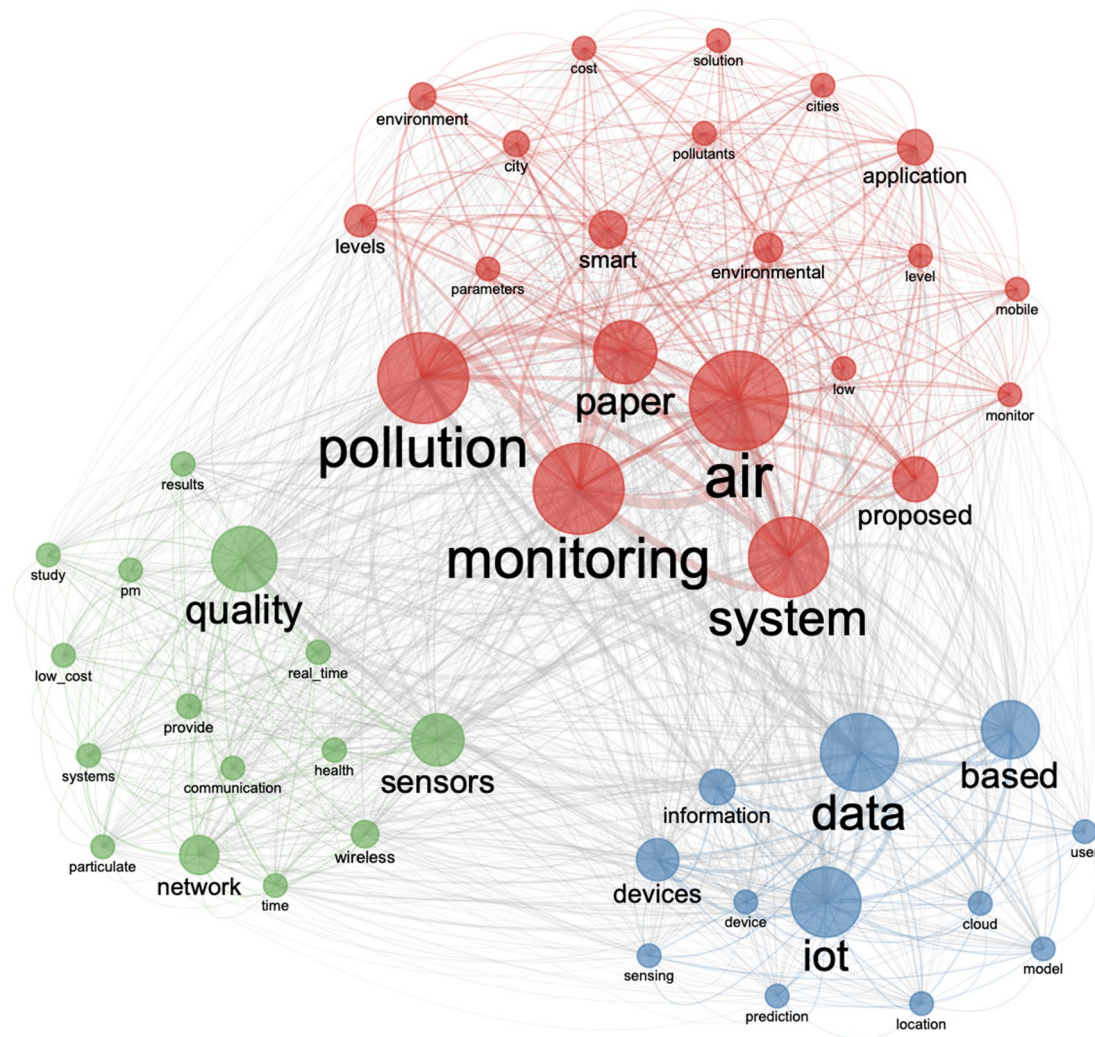 cost
solution
cities
environment
city
pollutants
application
levels
smart
environmental
level
parameters
mobile
paper
low
monitor
pollution
air
proposed
monitoring
system
results
study
pm
quality
low_cost
real_time
provide
systems
communication
health
sensors
particulate
network
wireless
time
information
data
based
user
devices
device
iot
cloud
sensing
model
prediction
location